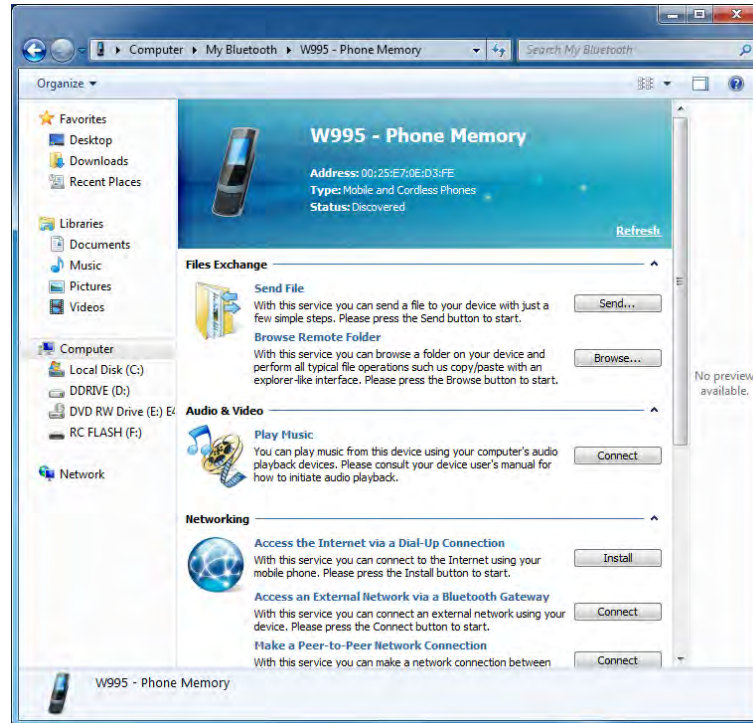 Computer ▸ My Bluetooth ▸ W995 - Phone Memory
Search My Bluetooth
Organize
Favorites
Desktop
Downloads
Recent Places
Libraries
Documents
Music
Pictures
Videos
Computer
Local Disk (C:)
DDRIVE (D:)
DVD RW Drive (E:) E4
RC FLASH (F:)
Network
W995 - Phone Memory
Address: 00:25:E7:0E:D3:FE
Type: Mobile and Cordless Phones
Status: Discovered
Refresh
Files Exchange
Send File
With this service you can send a file to your device with just a
few simple steps. Please press the Send button to start.
Send...
Browse Remote Folder
With this service you can browse a folder on your device and
perform all typical file operations such us copy/paste with an
explorer-like interface. Please press the Browse button to start.
Browse...
Audio & Video
Play Music
You can play music from this device using your computer's audio
playback devices. Please consult your device user's manual for
how to initiate audio playback.
Connect
Networking
Access the Internet via a Dial-Up Connection
With this service you can connect to the Internet using your
mobile phone. Please press the Install button to start.
Install
Access an External Network via a Bluetooth Gateway
With this service you can connect an external network using your
device. Please press the Connect button to start.
Connect
Make a Peer-to-Peer Network Connection
With this service you can make a network connection between
Connect
No preview
available.
W995 - Phone Memory